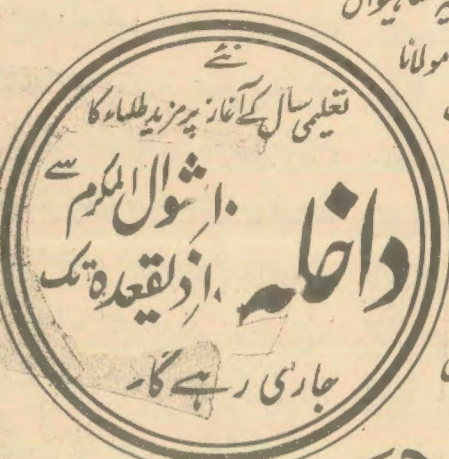 مولانا
نئے
تعلیمی سال کے آغاز پر مزید طلباء کا
داخلہ
۱۰ شوال المکرم سے
۱۰ ذیقعدہ تک
جاری رہے گا۔